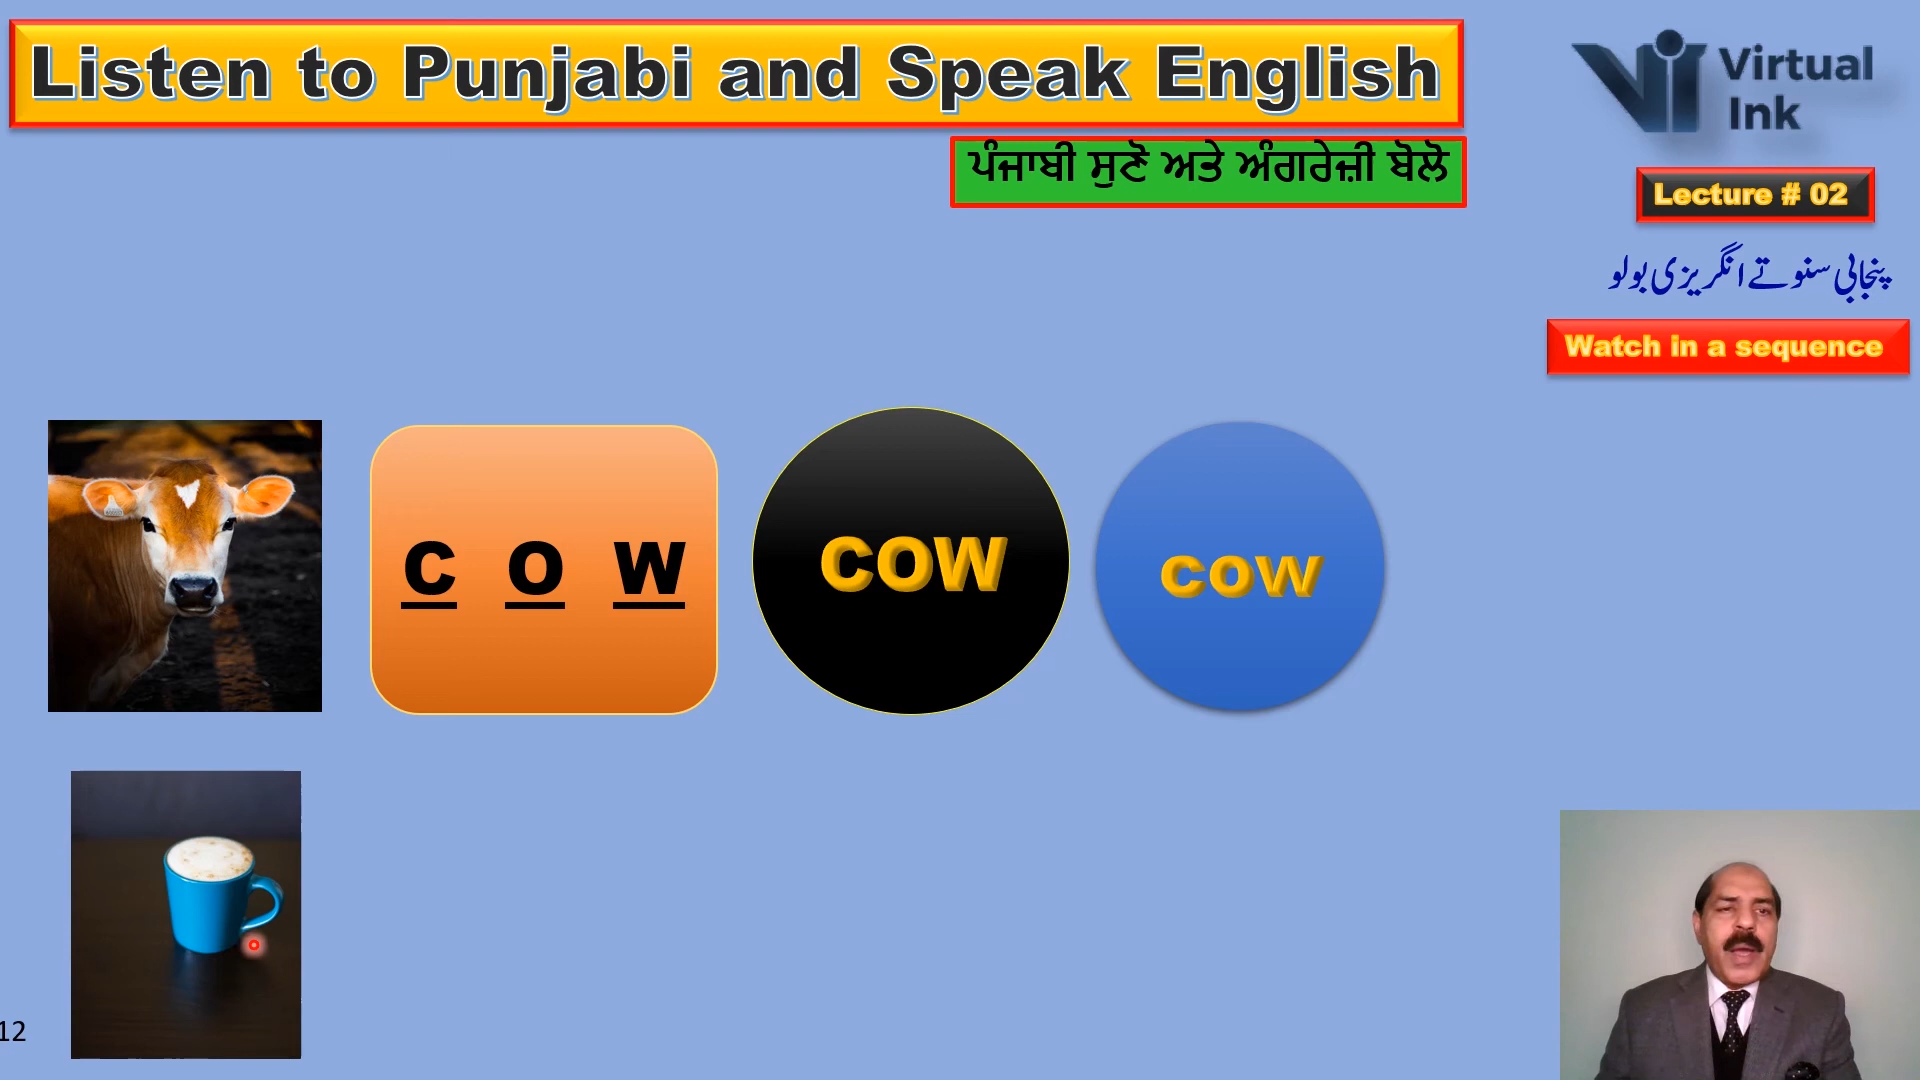 Listen to Punjabi and Speak English
ਪੰਜਾਬੀ ਸੁਣੋ ਅਤੇ ਅੰਗਰੇਜ਼ੀ ਬੋਲੋ
Virtual
Ink
Lecture # 02
پنجابی سنو تے انگریزی بولو
Watch in a sequence
C O W
COW
cow
12